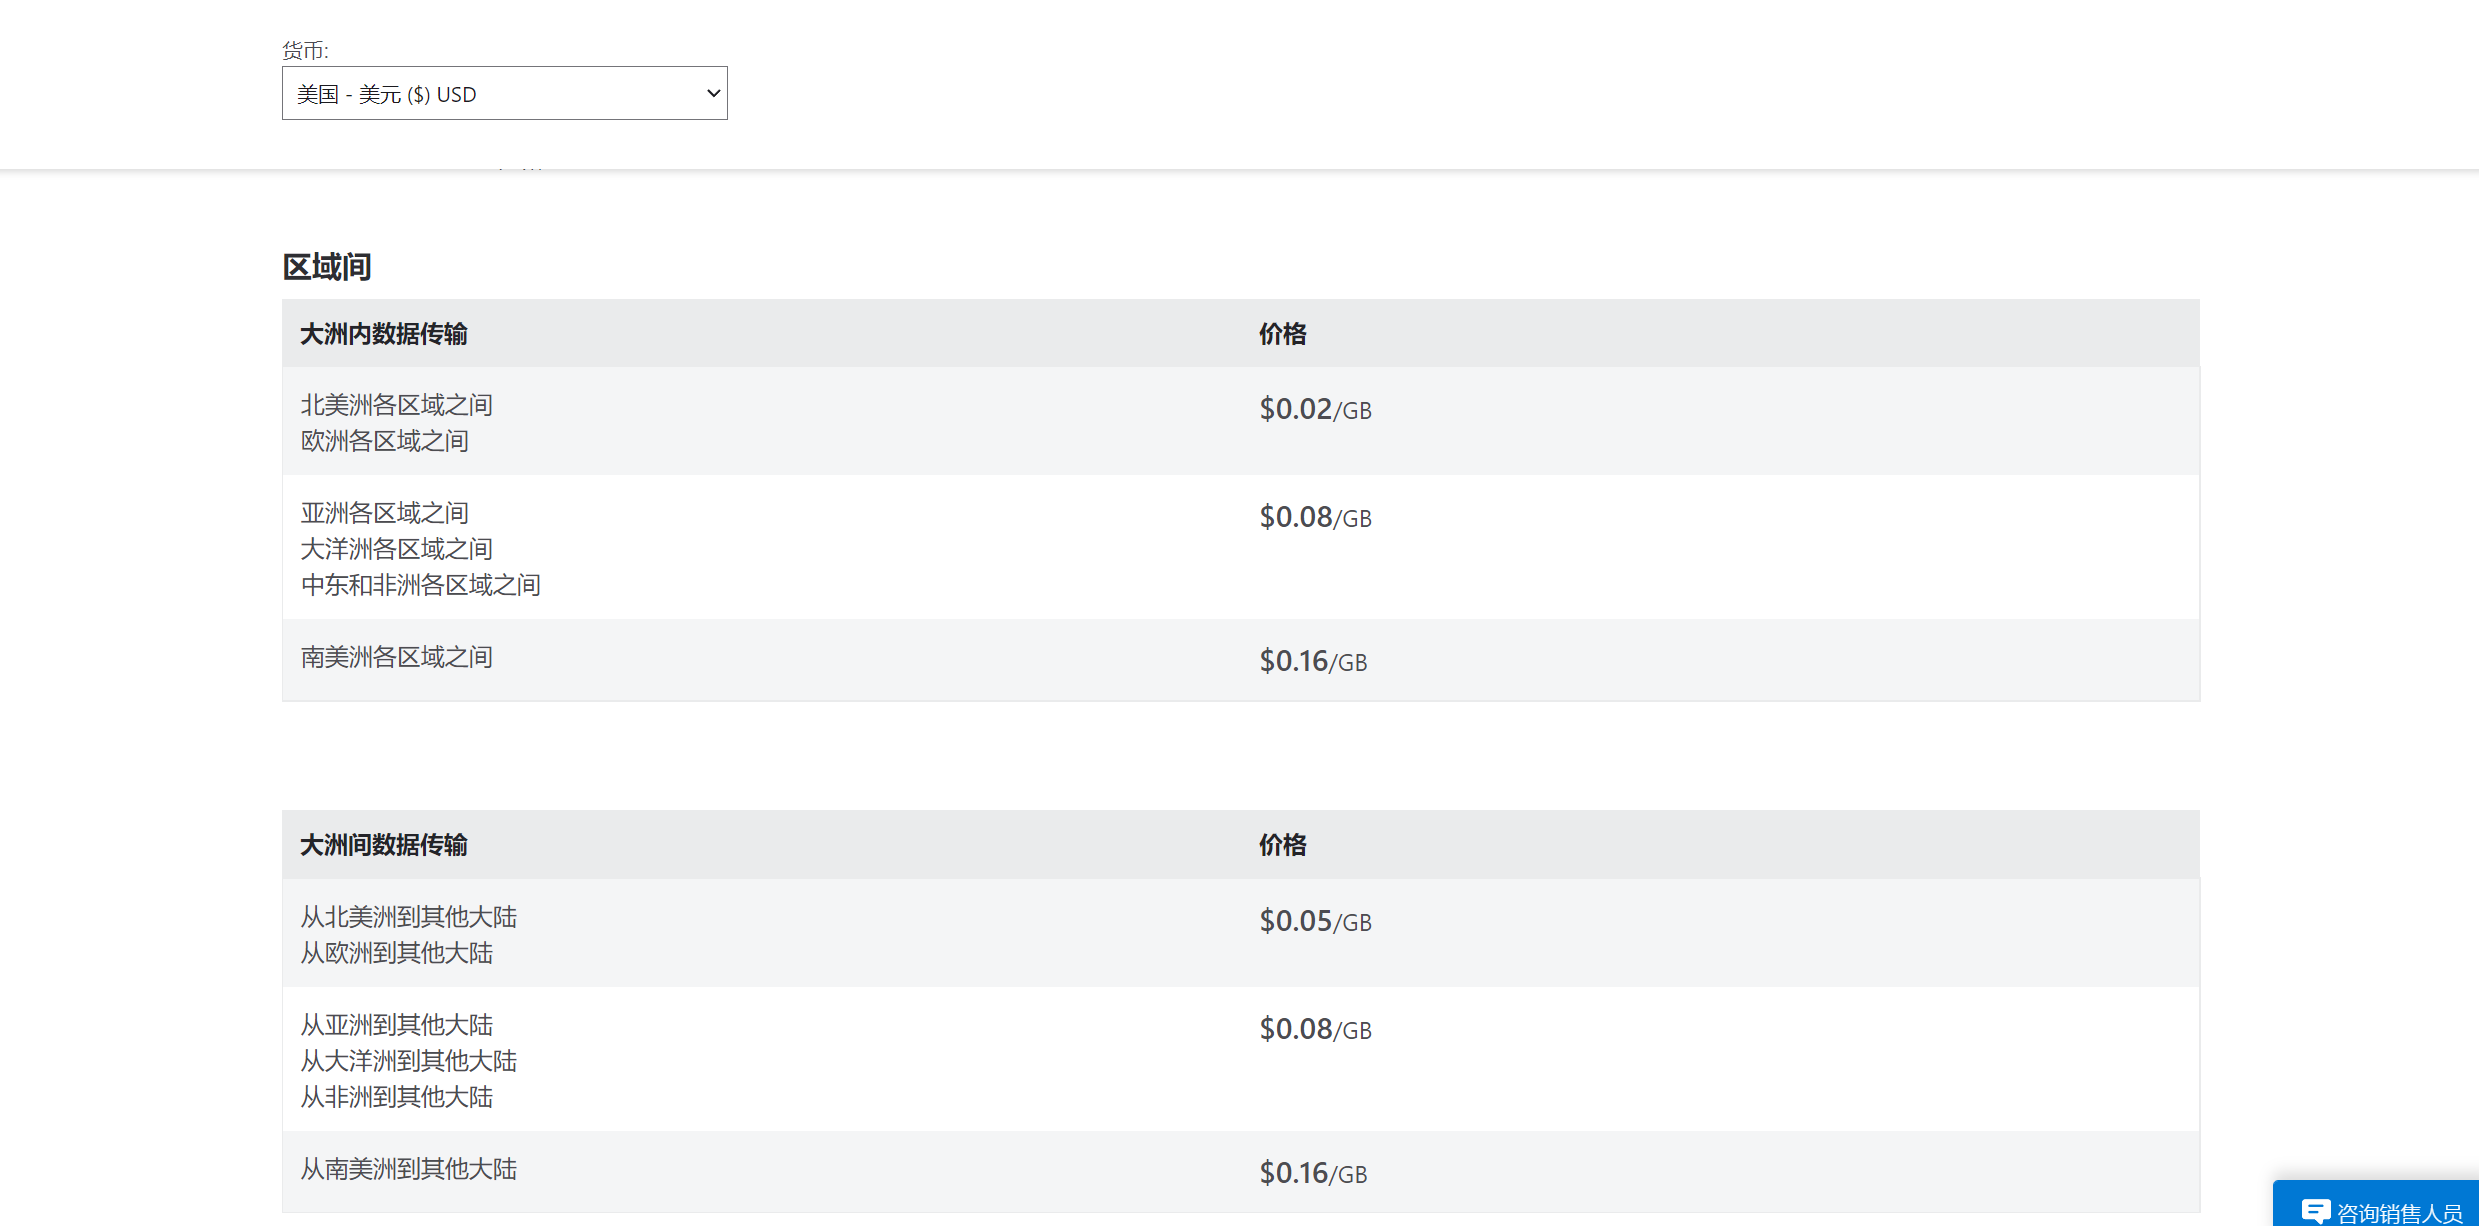 货币:
美国 - 美元 ($) USD
区域间
大洲内数据传输 价格
北美洲各区域之间 $0.02/GB
欧洲各区域之间
亚洲各区域之间 $0.08/GB
大洋洲各区域之间
中东和非洲各区域之间
南美洲各区域之间 $0.16/GB
大洲间数据传输 价格
从北美洲到其他大陆 $0.05/GB
从欧洲到其他大陆
从亚洲到其他大陆 $0.08/GB
从大洋洲到其他大陆
从非洲到其他大陆
从南美洲到其他大陆 $0.16/GB
咨询销售人员